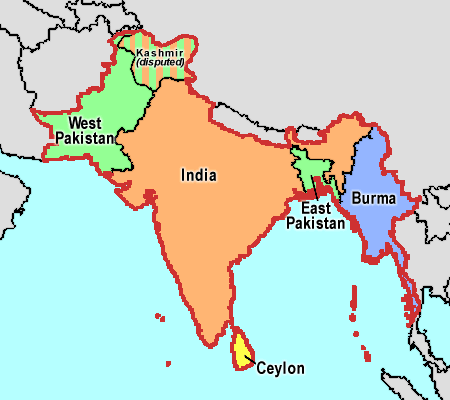 Kashmir
(disputed)
West
Pakistan
India
East
Pakistan
Burma
Ceylon